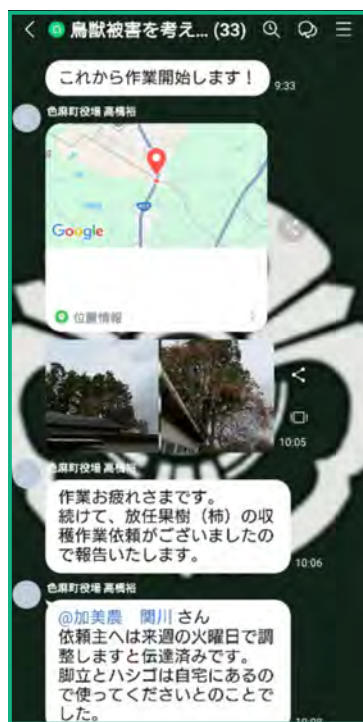 鳥獣被害を考え... (33)
これから作業開始します！
9:33
色麻町役場 高橋裕
Google
位置情報
10:05
色麻町役場 高橋裕
作業お疲れさまです。
続けて、放任果樹（柿）の収
穫作業依頼がございましたの
で報告いたします。
10:06
色麻町役場 高橋裕
@加美農　関川 さん
依頼主へは来週の火曜日で調
整しますと伝達済みです。
脚立とハシゴは自宅にあるの
で使ってくださいとのことで
した。
10:08